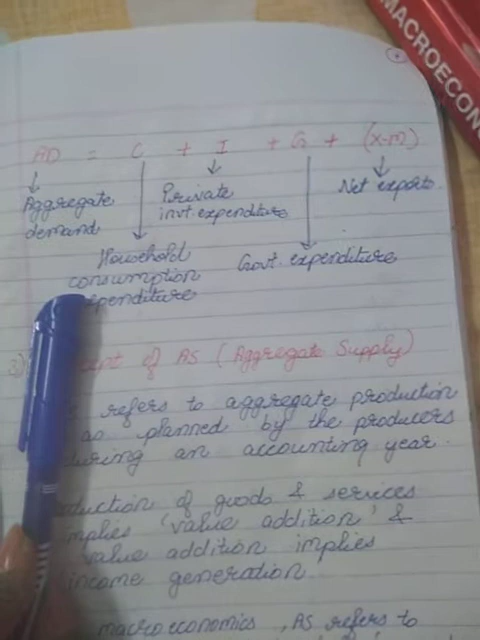 MACROECON
AD = C + I + G + (X-M)
Aggregate demand
Private invt. expenditure
Net exports
Household consumption
Govt. expenditure
3)
of AS (Aggregate Supply)
refers to aggregate production
as planned by the producers
during an accounting year.
of goods & services
implies 'value addition' &
value addition implies
income generation
macroeconomics, AS refers to